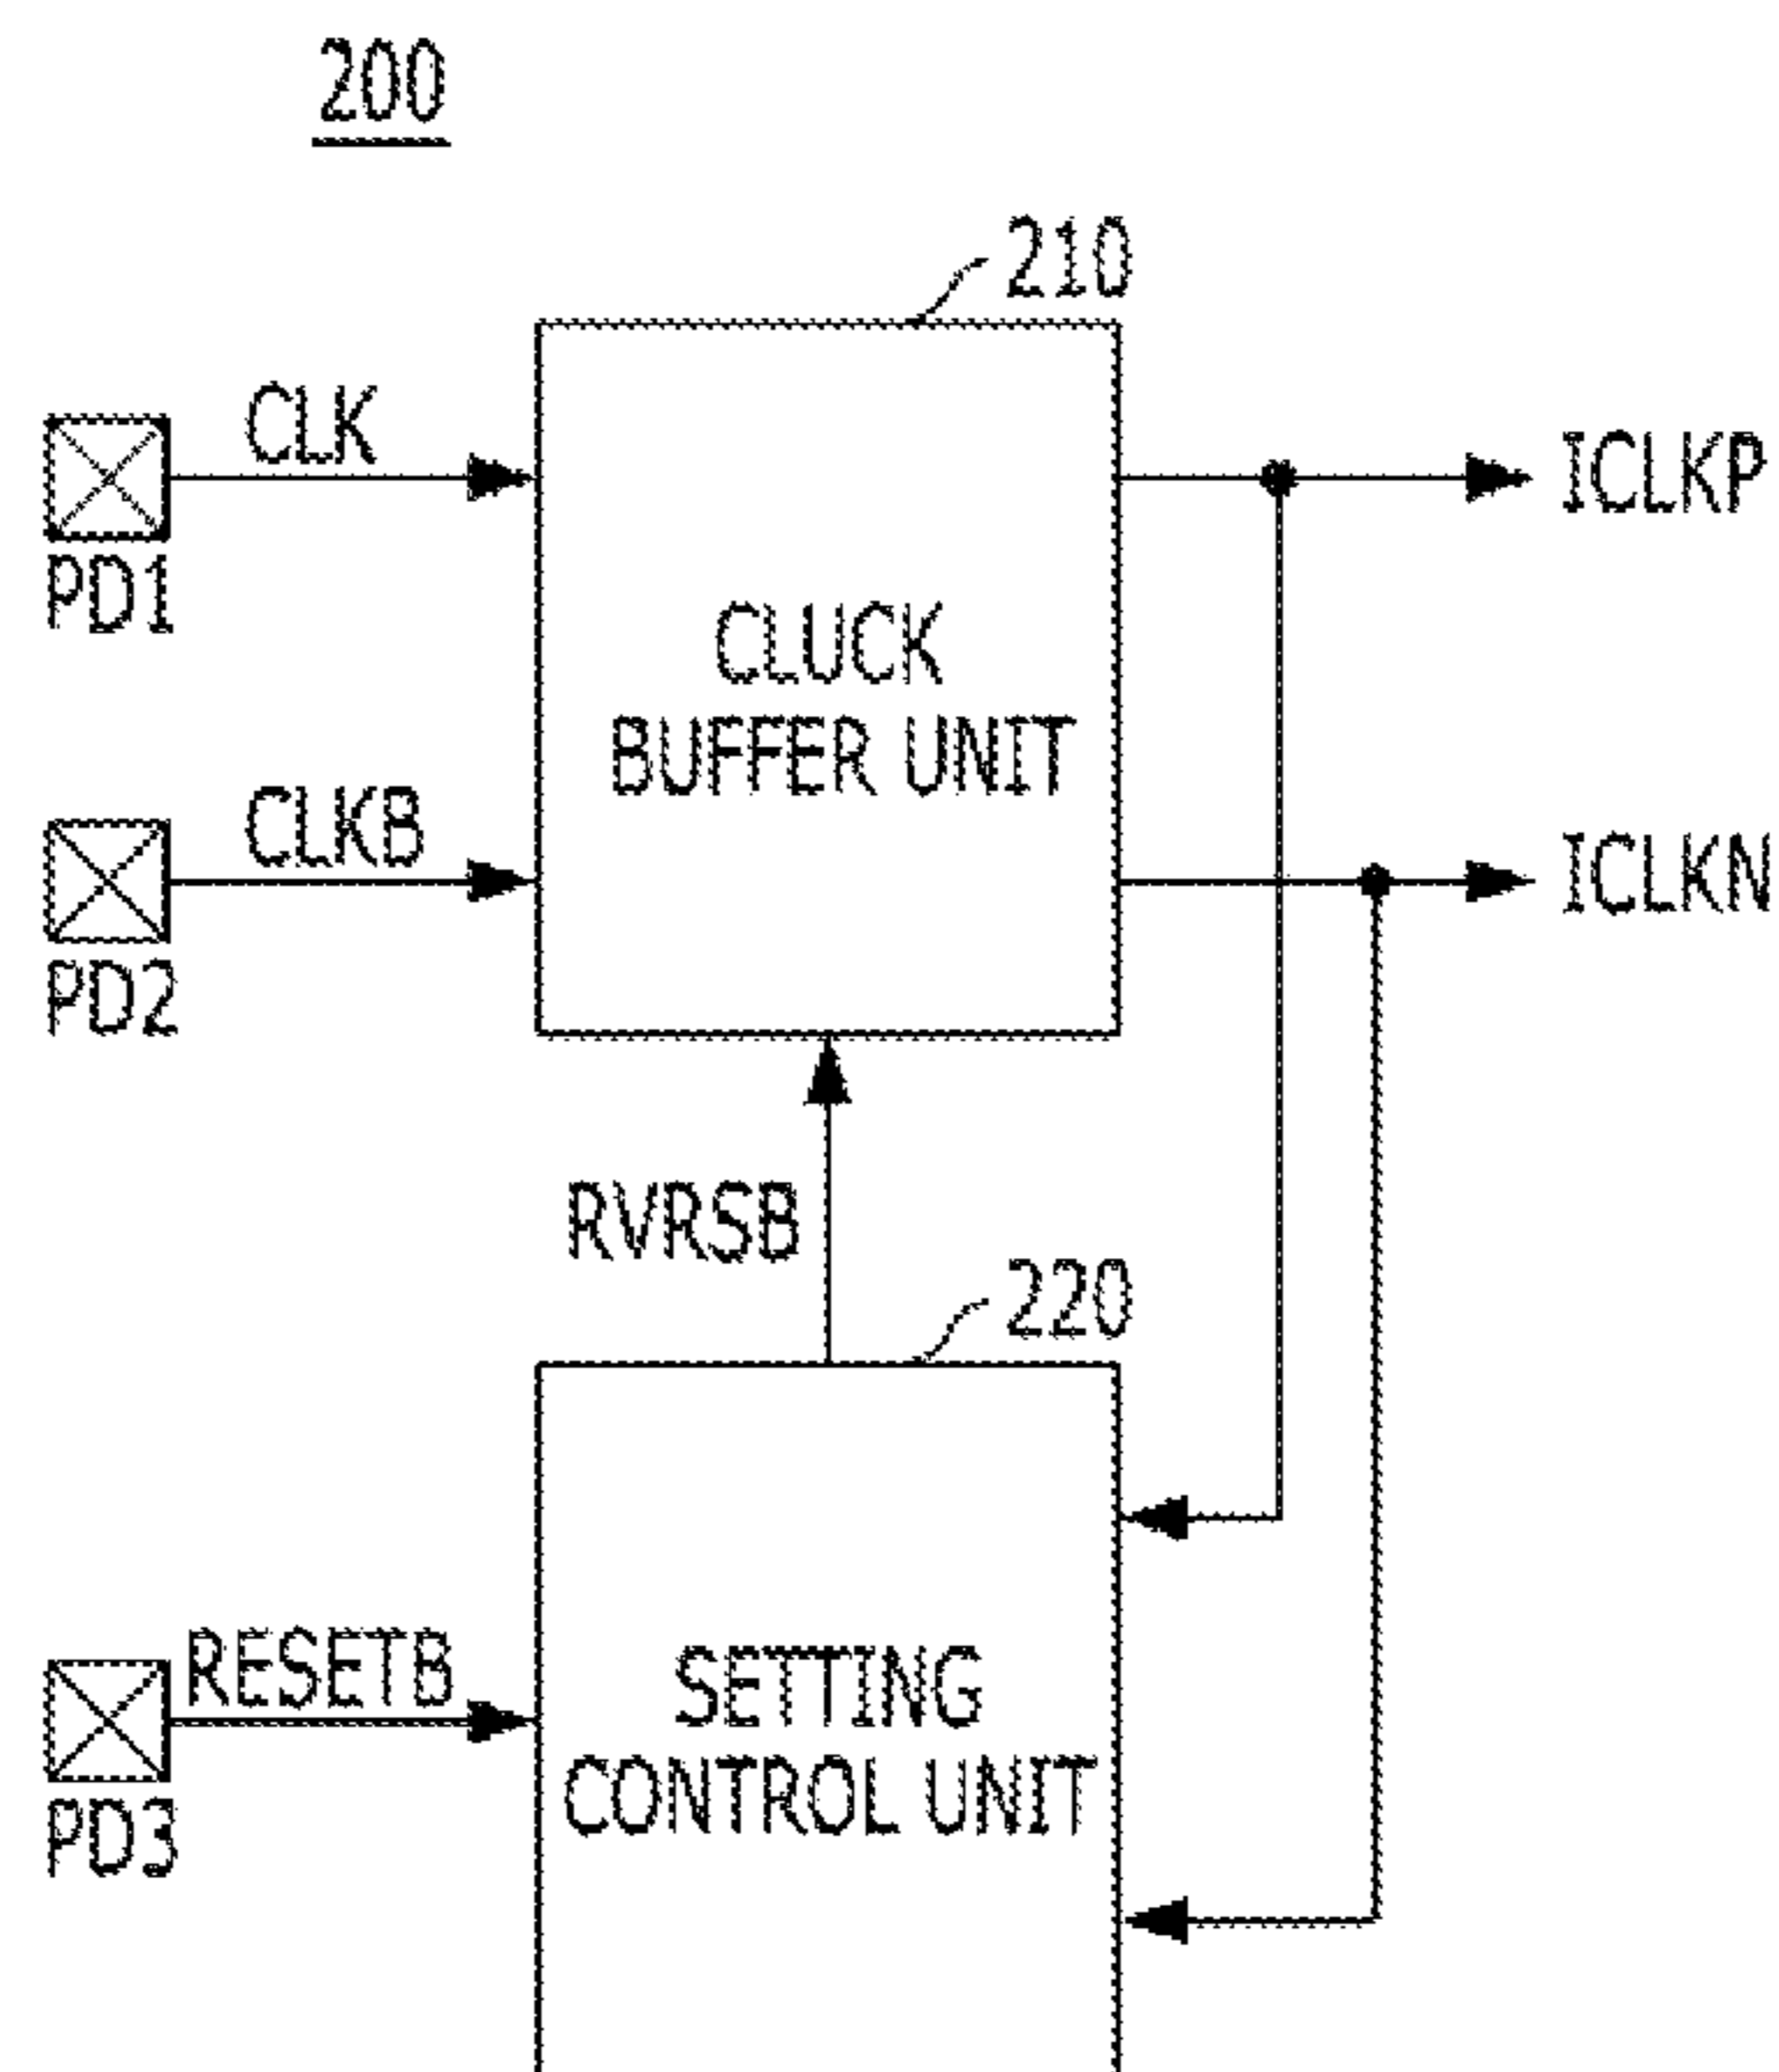 200
210
CLK
ICLKP
PD1
CLUCK
BUFFER UNIT
CLKB
ICLKN
PD2
RVRSB
220
RESETB
SETTING
CONTROL UNIT
PD3